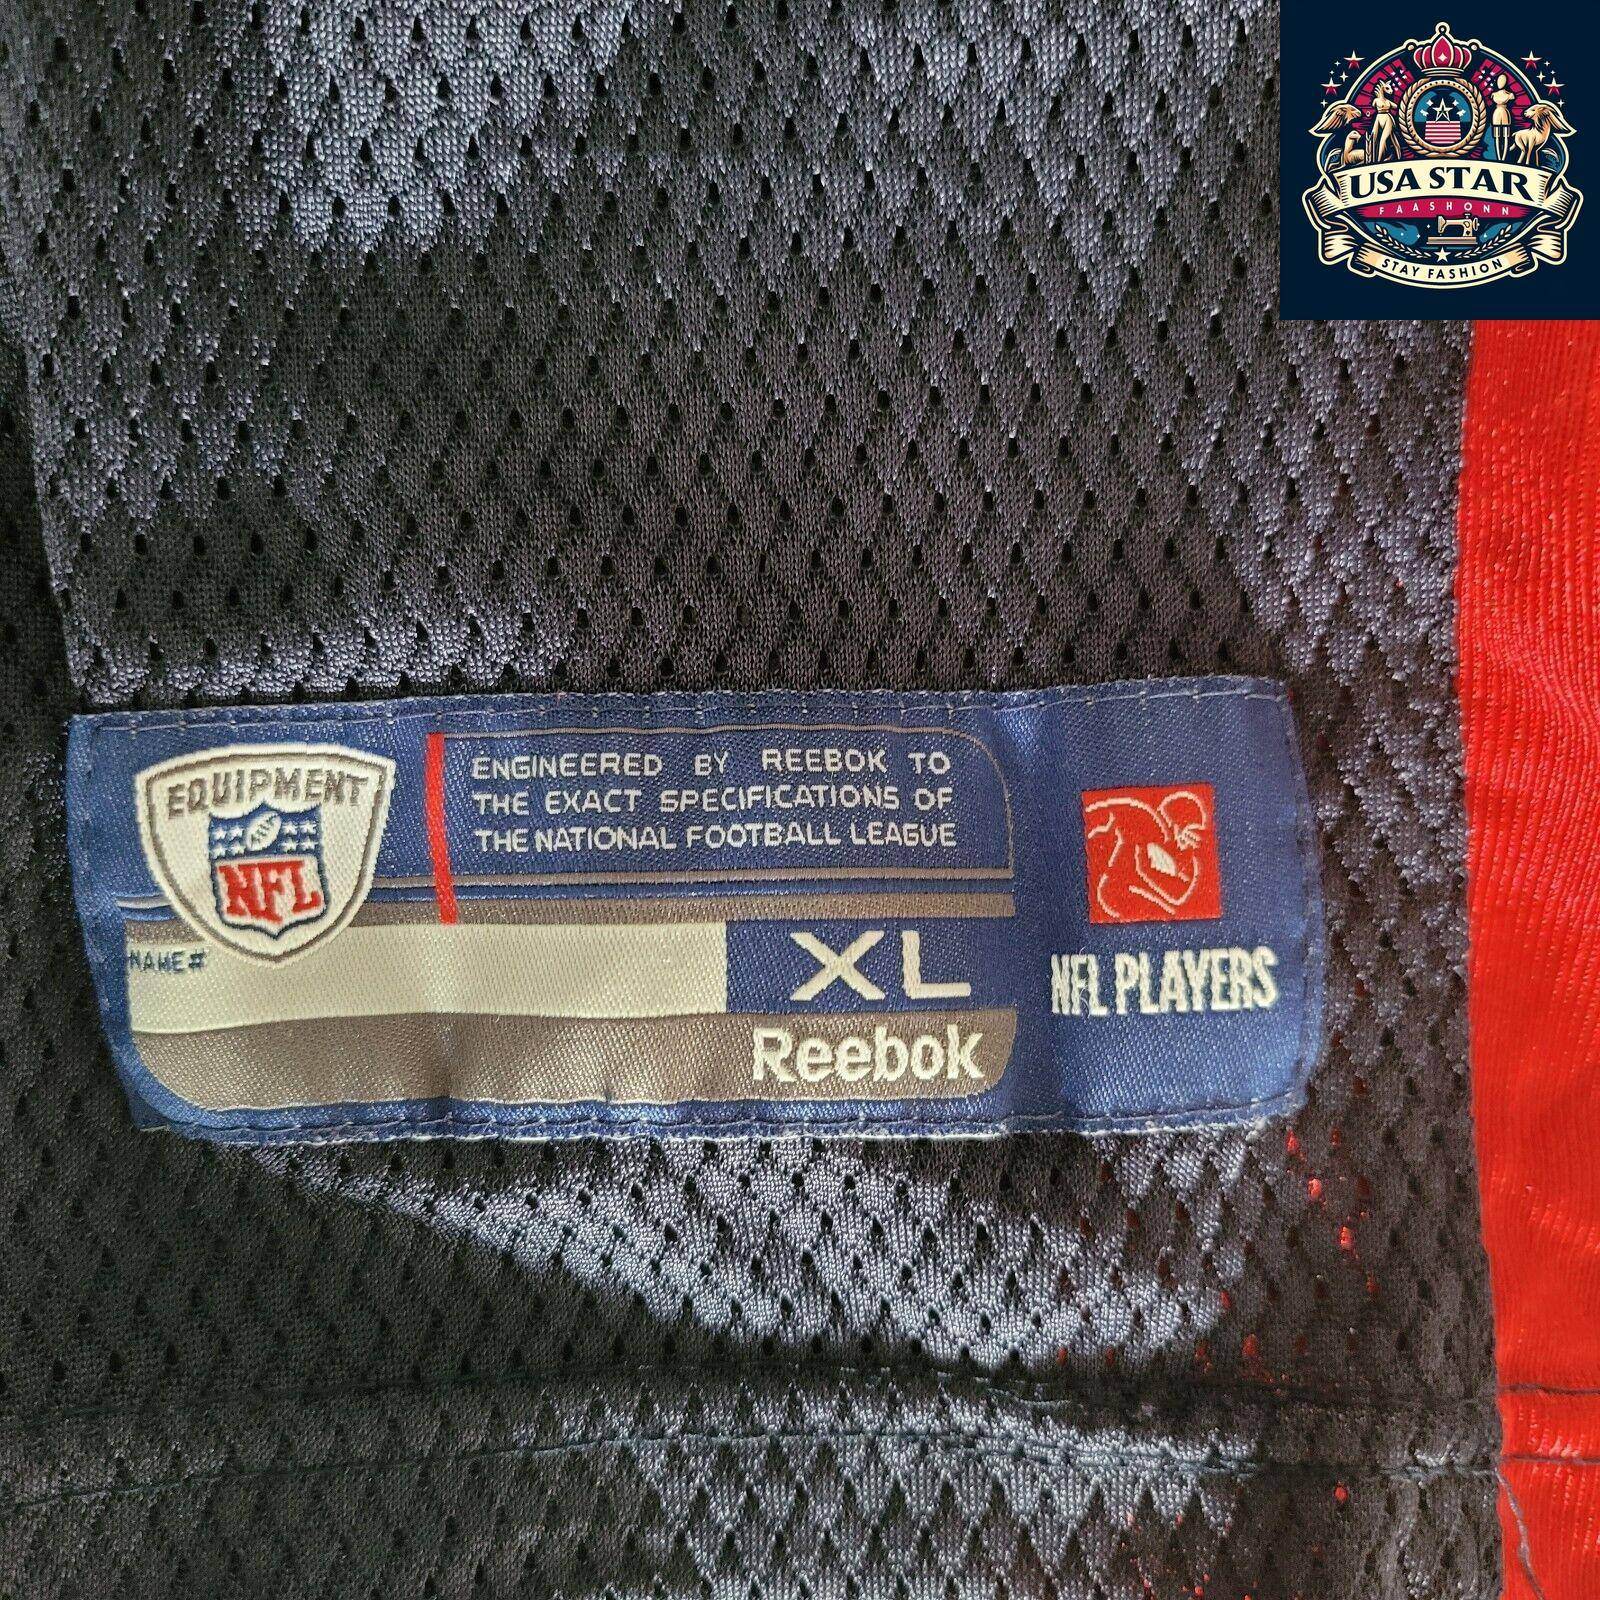 USA STAR
FAASHONN
STAY FASHION
EQUIPMENT
NFL
ENGINEERED BY REEBOK TO
THE EXACT SPECIFICATIONS OF
THE NATIONAL FOOTBALL LEAGUE
NAME#
XL
Reebok
NFL PLAYERS